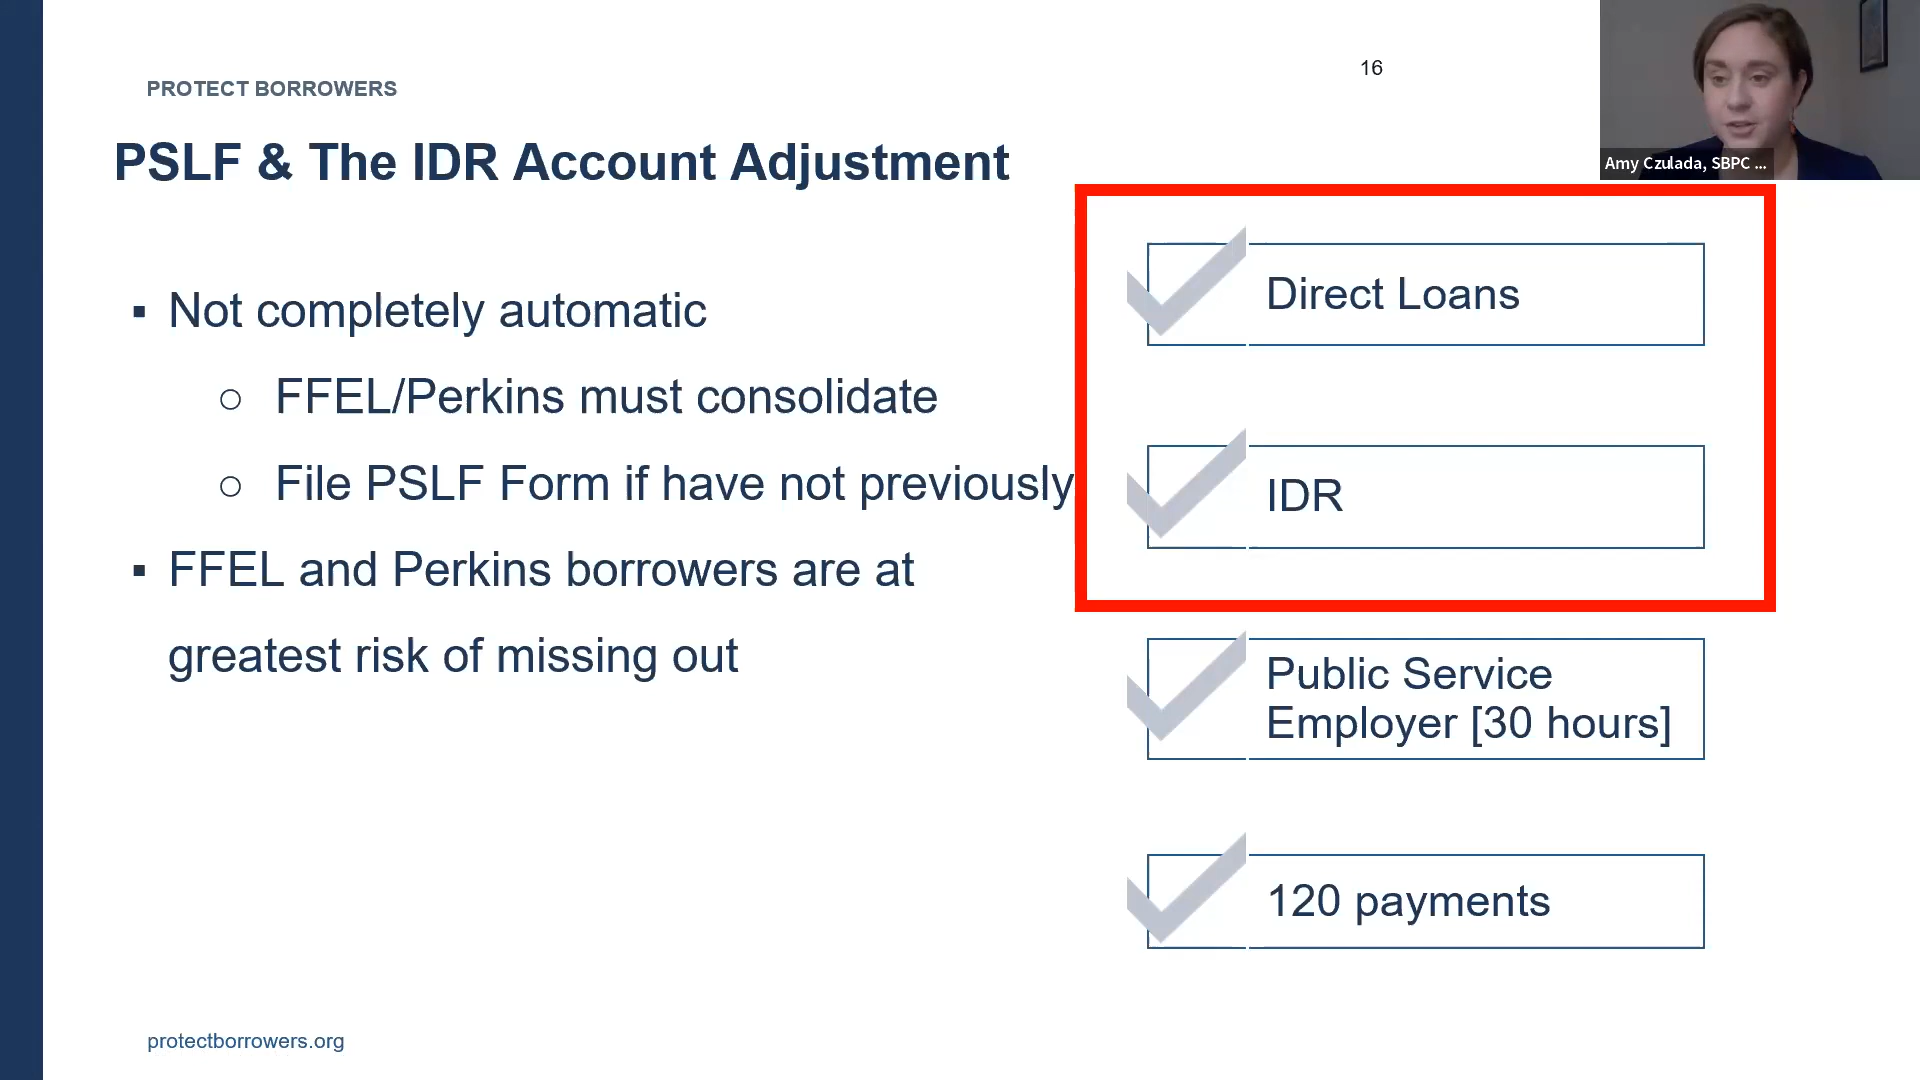 PROTECT BORROWERS
16
Amy Czulada, SBPC ...
PSLF & The IDR Account Adjustment
▪ Not completely automatic
○ FFEL/Perkins must consolidate
○ File PSLF Form if have not previously
▪ FFEL and Perkins borrowers are at
greatest risk of missing out
Direct Loans
IDR
Public Service
Employer [30 hours]
120 payments
protectborrowers.org